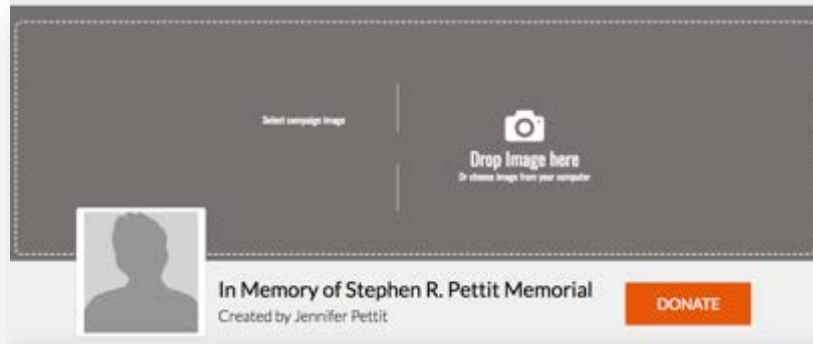 Select campaign image
Drop Image here
Or choose image from your computer
In Memory of Stephen R. Pettit Memorial
Created by Jennifer Pettit
DONATE